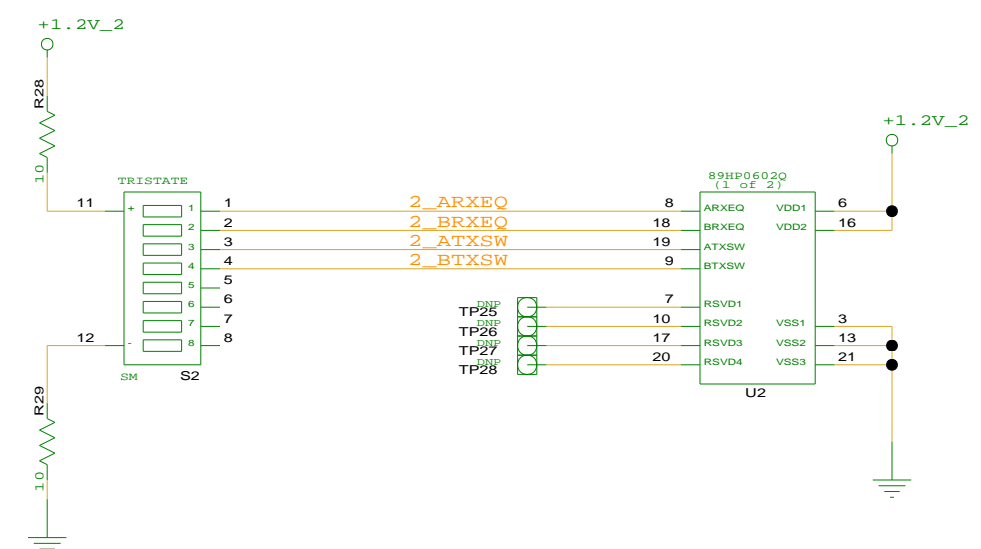 +1.2V_2
R28
10
TRISTATE
11
+
1
2
3
4
5
6
7
8
1
2
3
4
5
6
7
8
12
-
SM
S2
R29
10
2_ARXEQ
2_BRXEQ
2_ATXSW
2_BTXSW
DNP
TP25
DNP
TP26
DNP
TP27
DNP
TP28
89HP0602Q
(1 of 2)
8 ARXEQ VDD1 6
18 BRXEQ VDD2 16
19 ATXSW
9 BTXSW
7 RSVD1
10 RSVD2 VSS1 3
17 RSVD3 VSS2 13
20 RSVD4 VSS3 21
U2
+1.2V_2